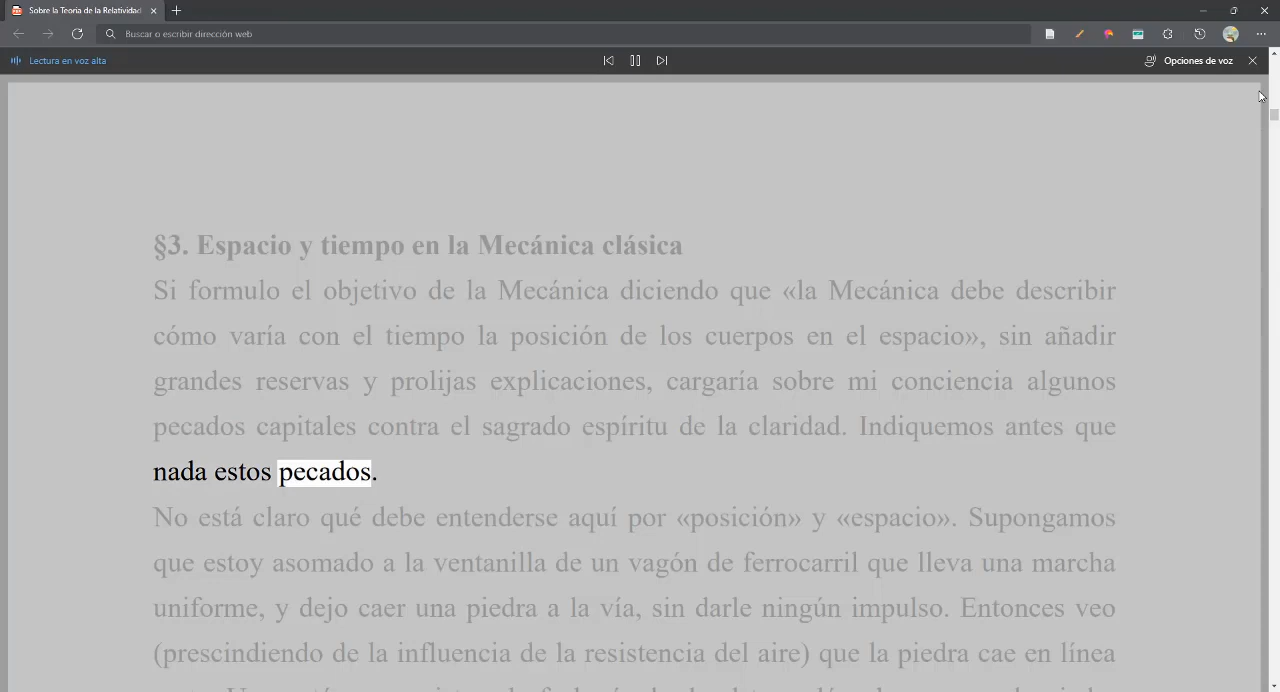 Sobre la Teoría de la Relatividad
Buscar o escribir dirección web
Lectura en voz alta
Opciones de voz
§3. Espacio y tiempo en la Mecánica clásica
Si formulo el objetivo de la Mecánica diciendo que «la Mecánica debe describir
cómo varía con el tiempo la posición de los cuerpos en el espacio», sin añadir
grandes reservas y prolijas explicaciones, cargaría sobre mi conciencia algunos
pecados capitales contra el sagrado espíritu de la claridad. Indiquemos antes que
nada estos pecados.
No está claro qué debe entenderse aquí por «posición» y «espacio». Supongamos
que estoy asomado a la ventanilla de un vagón de ferrocarril que lleva una marcha
uniforme, y dejo caer una piedra a la vía, sin darle ningún impulso. Entonces veo
(prescindiendo de la influencia de la resistencia del aire) que la piedra cae en línea